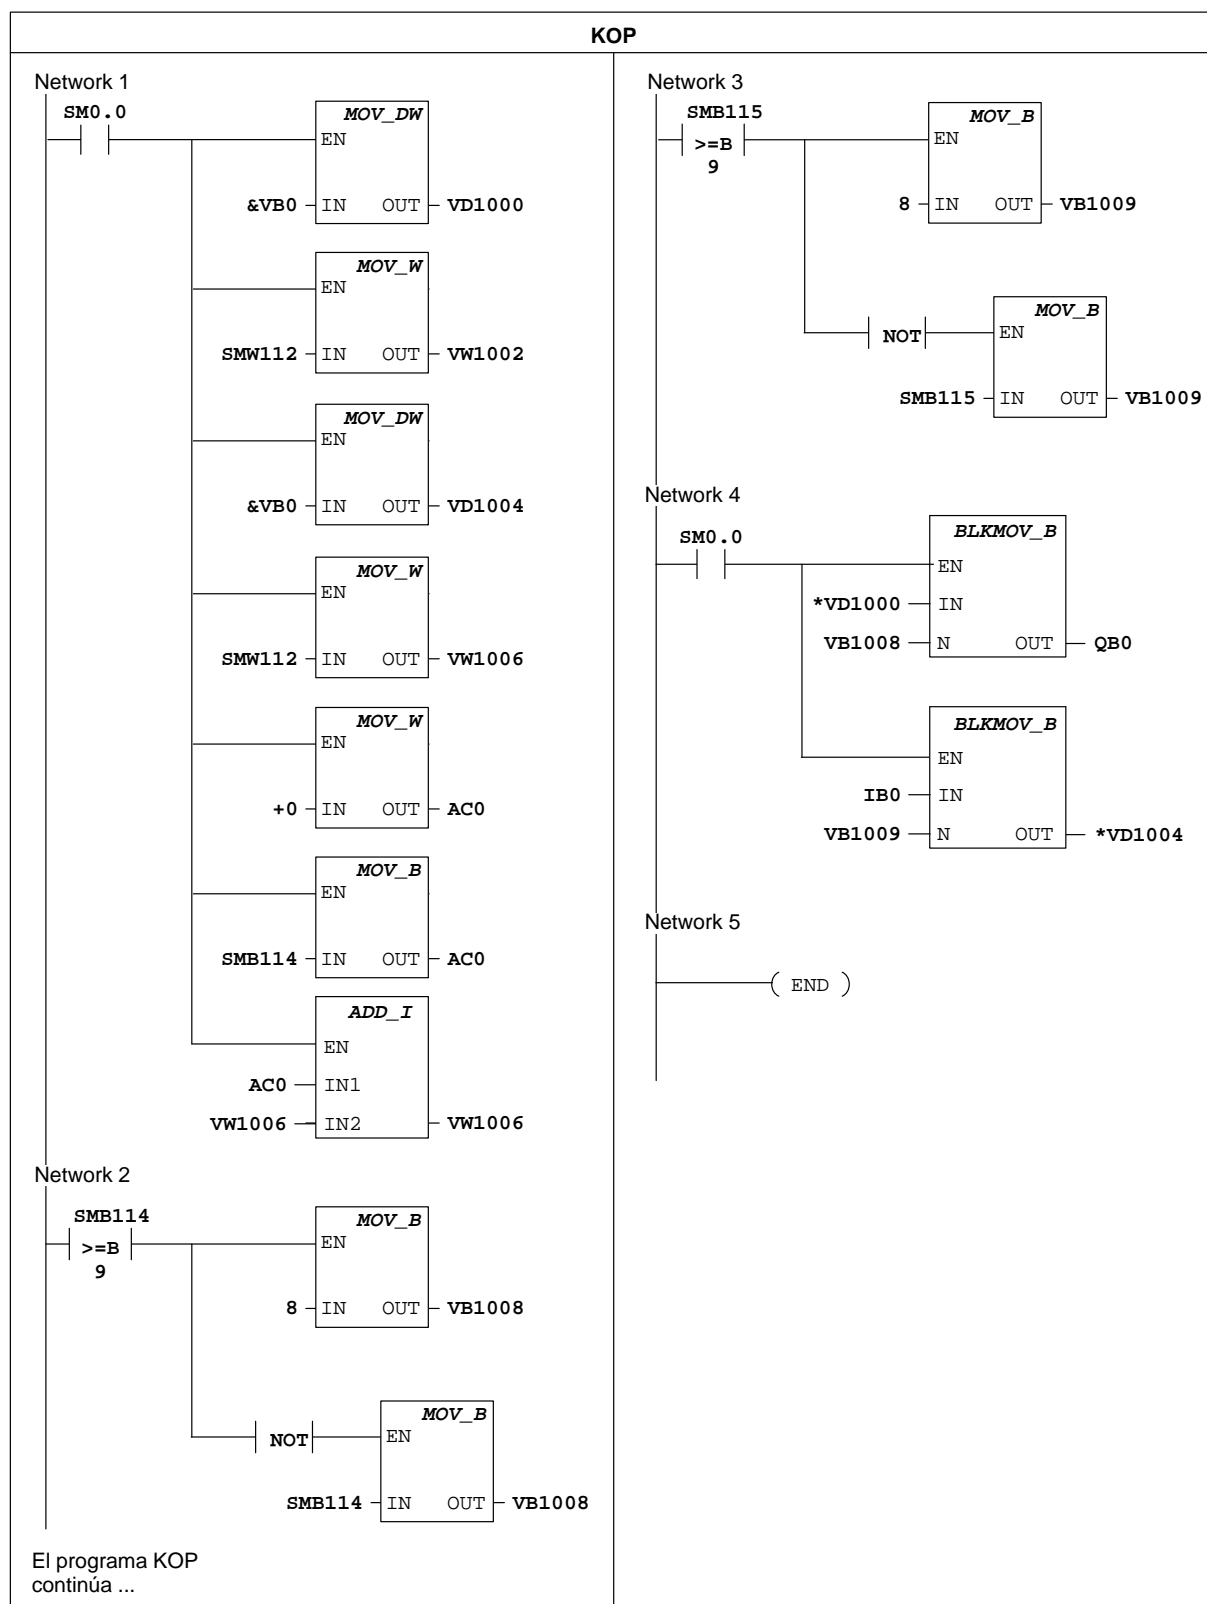 KOP
Network 1
SM0.0
MOV_DW
EN
&VB0 IN OUT VD1000
MOV_W
EN
SMW112 IN OUT VW1002
MOV_DW
EN
&VB0 IN OUT VD1004
MOV_W
EN
SMW112 IN OUT VW1006
MOV_W
EN
+0 IN OUT AC0
MOV_B
EN
SMB114 IN OUT AC0
ADD_I
EN
AC0 IN1
VW1006 IN2 VW1006
Network 2
SMB114
MOV_B
>=B EN
9
8 IN OUT VB1008
MOV_B
NOT EN
SMB114 IN OUT VB1008
El programa KOP
continúa ...
Network 3
SMB115
MOV_B
>=B EN
9
8 IN OUT VB1009
MOV_B
NOT EN
SMB115 IN OUT VB1009
Network 4
SM0.0
BLKMOV_B
EN
*VD1000 IN
VB1008 N OUT QB0
BLKMOV_B
EN
IB0 IN
VB1009 N OUT *VD1004
Network 5
( END )